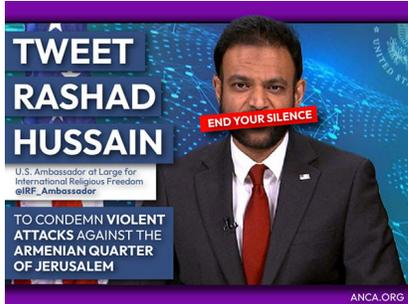 TWEET
RASHAD
HUSSAIN
U.S. Ambassador at Large for
International Religious Freedom
@IRF_Ambassador
TO CONDEMN VIOLENT
ATTACKS AGAINST THE
ARMENIAN QUARTER
OF JERUSALEM
END YOUR SILENCE
ANCA.ORG